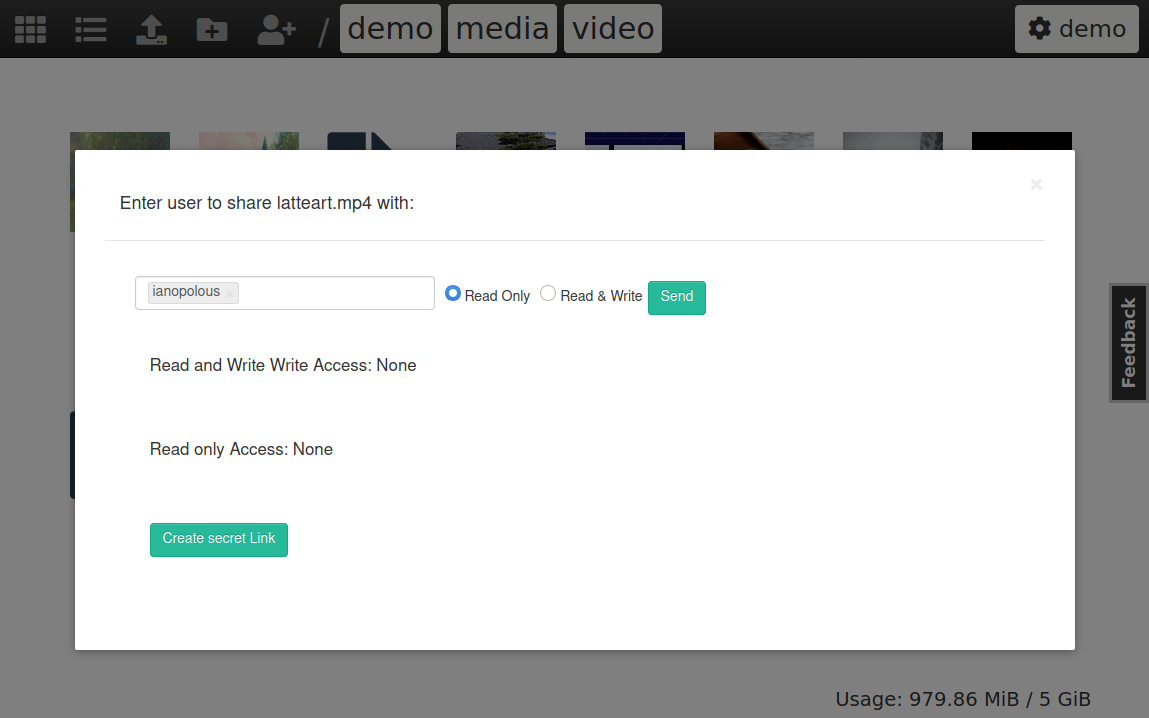 / demo media video demo
Enter user to share latteart.mp4 with:
ianopolous × Read Only Read & Write Send
Feedback
Read and Write Write Access: None
Read only Access: None
Create secret Link
Usage: 979.86 MiB / 5 GiB